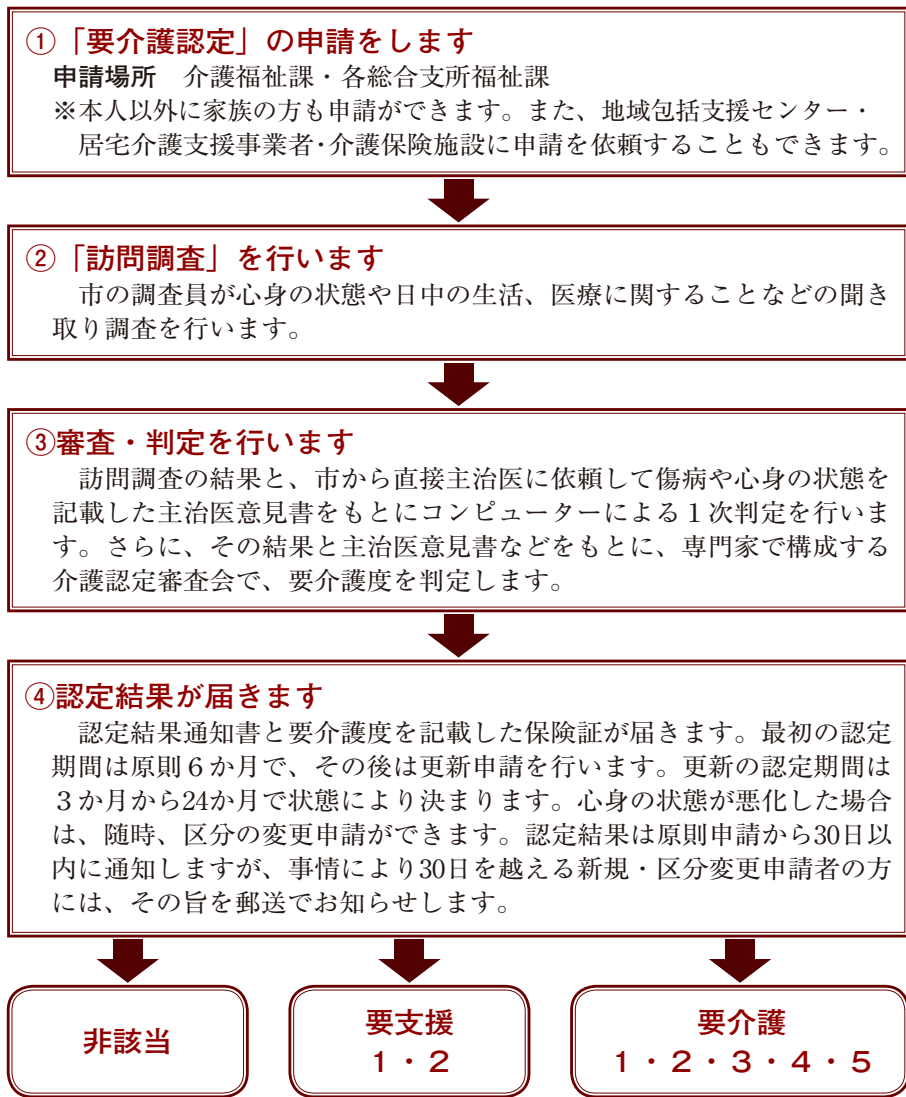 ①「要介護認定」の申請をします
申請場所　介護福祉課・各総合支所福祉課
※本人以外に家族の方も申請ができます。また、地域包括支援センター・
居宅介護支援事業者・介護保険施設に申請を依頼することもできます。
②「訪問調査」を行います
市の調査員が心身の状態や日中の生活、医療に関することなどの聞き
取り調査を行います。
③審査・判定を行います
訪問調査の結果と、市から直接主治医に依頼して傷病や心身の状態を
記載した主治医意見書をもとにコンピューターによる１次判定を行いま
す。さらに、その結果と主治医意見書などをもとに、専門家で構成する
介護認定審査会で、要介護度を判定します。
④認定結果が届きます
認定結果通知書と要介護度を記載した保険証が届きます。最初の認定
期間は原則６か月で、その後は更新申請を行います。更新の認定期間は
３か月から24か月で状態により決まります。心身の状態が悪化した場合
は、随時、区分の変更申請ができます。認定結果は原則申請から30日以
内に通知しますが、事情により30日を越える新規・区分変更申請者の方
には、その旨を郵送でお知らせします。
非該当
要支援
１・２
要介護
１・２・３・４・５